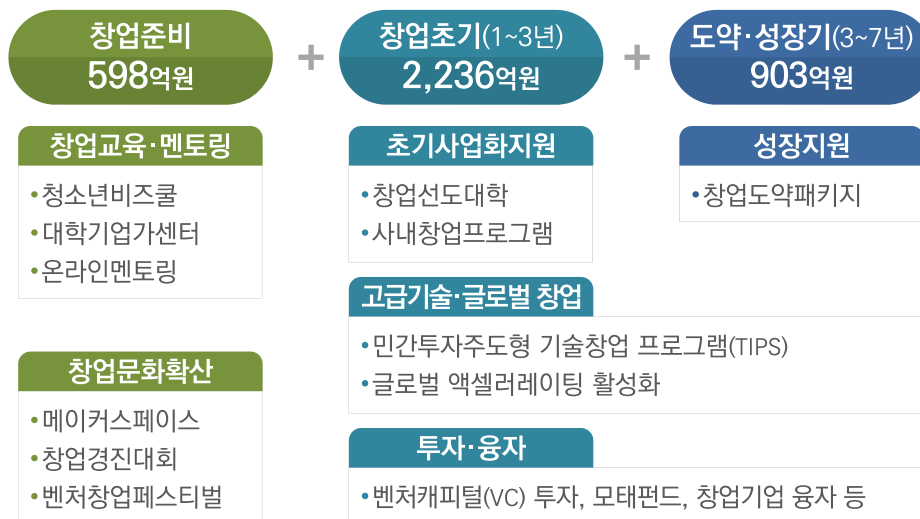 창업준비
598억원
+
창업초기(1~3년)
2,236억원
+
도약·성장기(3~7년)
903억원
창업교육·멘토링
•청소년비즈쿨
•대학기업가센터
•온라인멘토링
창업문화확산
•메이커스페이스
•창업경진대회
•벤처창업페스티벌
초기사업화지원
•창업선도대학
•사내창업프로그램
성장지원
•창업도약패키지
고급기술·글로벌 창업
•민간투자주도형 기술창업 프로그램(TIPS)
•글로벌 액셀러레이팅 활성화
투자·융자
•벤처캐피털(VC) 투자, 모태펀드, 창업기업 융자 등